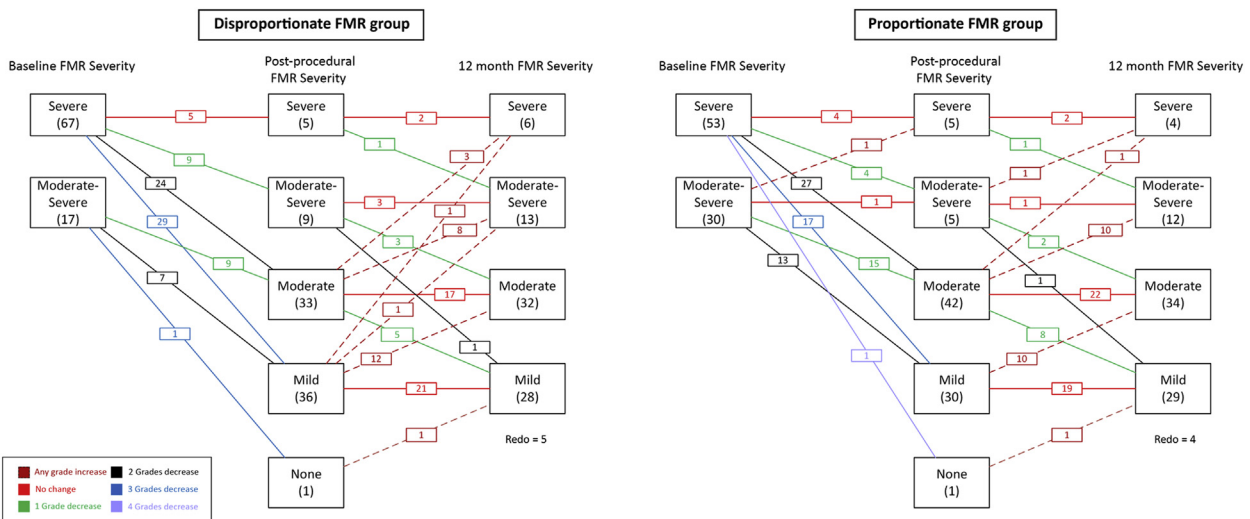 Disproportionate FMR group
Baseline FMR Severity
Post-procedural
FMR Severity
12 month FMR Severity
Severe
(67)
5
Severe
(5)
2
Severe
(6)
9
1
3
Moderate-
Severe
(17)
24
Moderate-
Severe
(9)
3
1
Moderate-
Severe
(13)
29
8
9
3
7
Moderate
(33)
17
Moderate
(32)
1
1
5
12
1
Mild
(36)
21
Mild
(28)
1
Redo = 5
None
(1)
Any grade increase
2 Grades decrease
No change
3 Grades decrease
1 Grade decrease
4 Grades decrease
Proportionate FMR group
Baseline FMR Severity
Post-procedural
FMR Severity
12 month FMR Severity
Severe
(53)
4
Severe
(5)
2
Severe
(4)
1
1
1
4
1
Moderate-
Severe
(30)
27
1
Moderate-
Severe
(5)
1
Moderate-
Severe
(12)
17
10
13
15
2
1
Moderate
(42)
22
Moderate
(34)
8
1
10
Mild
(30)
19
Mild
(29)
1
Redo = 4
None
(1)